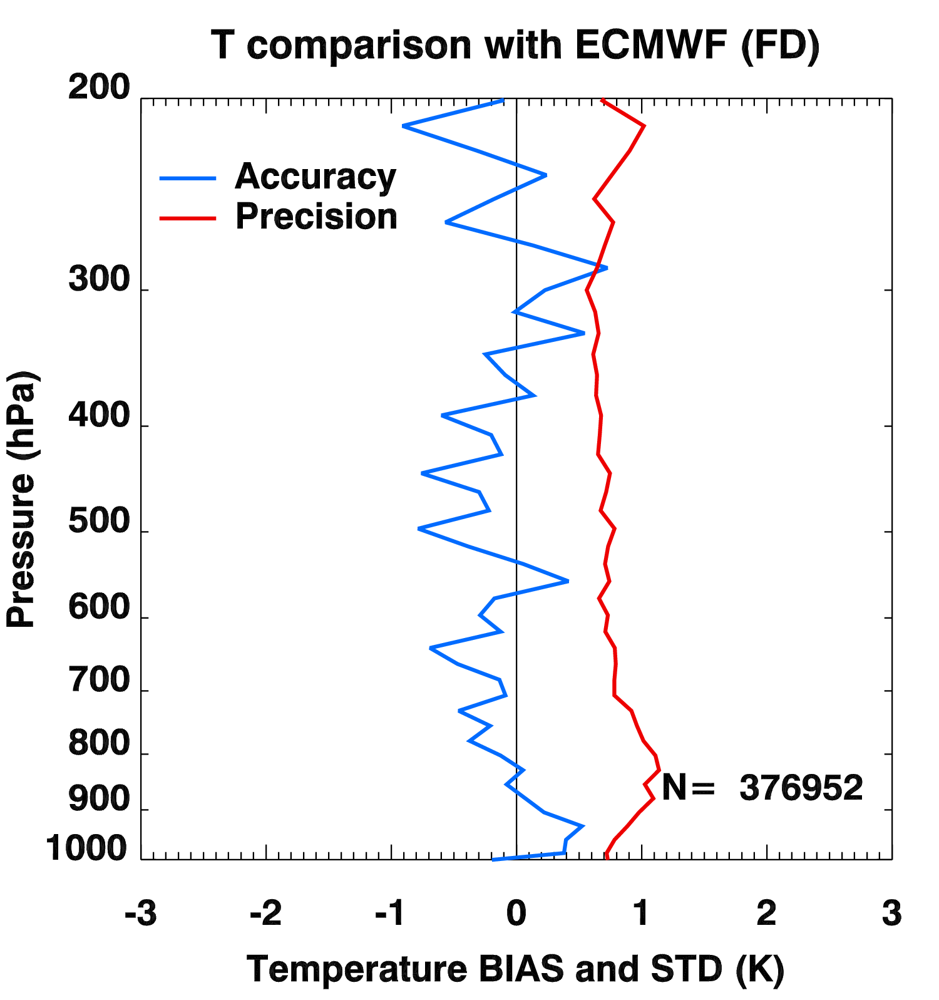 T comparison with ECMWF (FD)
200
Accuracy
Precision
300
400
500
600
700
800
900
1000
Pressure (hPa)
N= 376952
-3 -2 -1 0 1 2 3
Temperature BIAS and STD (K)